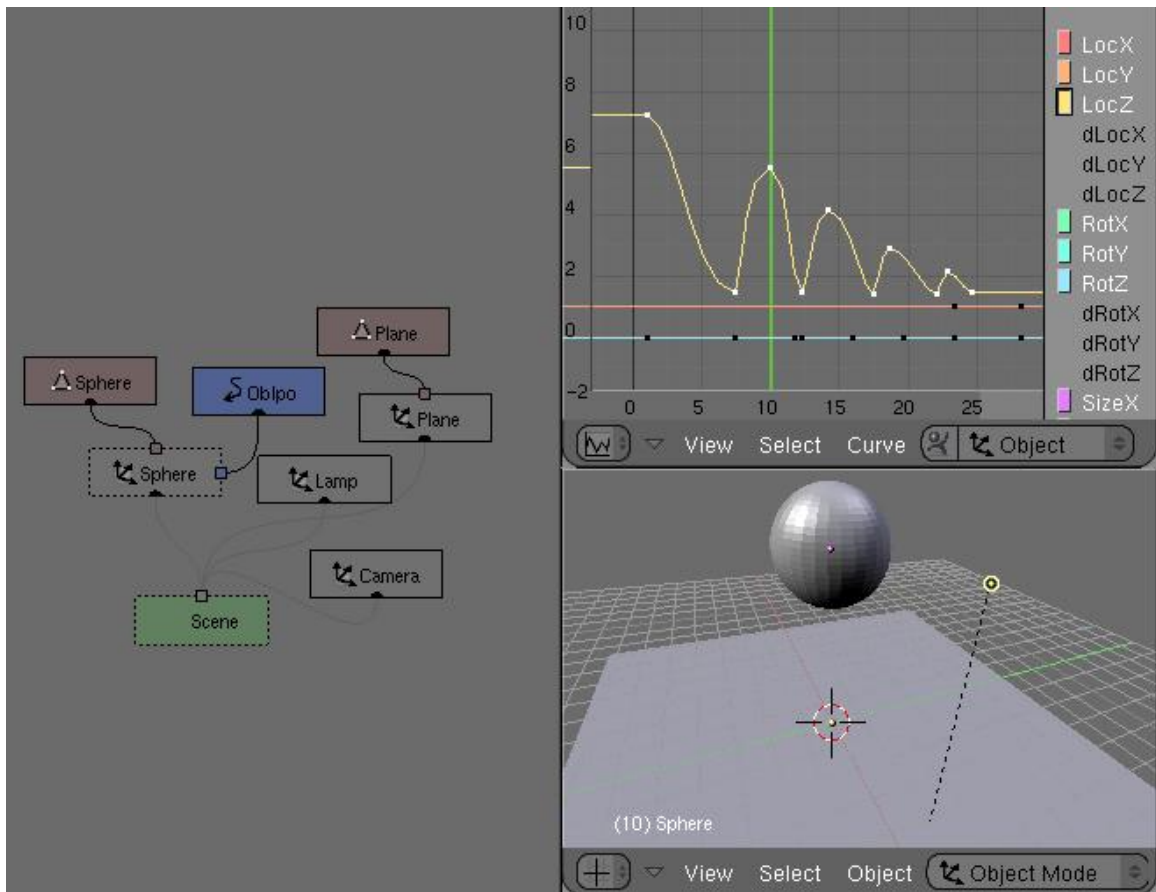 Plane
Sphere
ObIpo
Plane
Sphere
Lamp
Camera
Scene
10
8
6
4
2
0
-2
0 5 10 15 20 25
LocX
LocY
LocZ
dLocX
dLocY
dLocZ
RotX
RotY
RotZ
dRotX
dRotY
dRotZ
SizeX
View Select Curve Object
(10) Sphere
View Select Object Object Mode